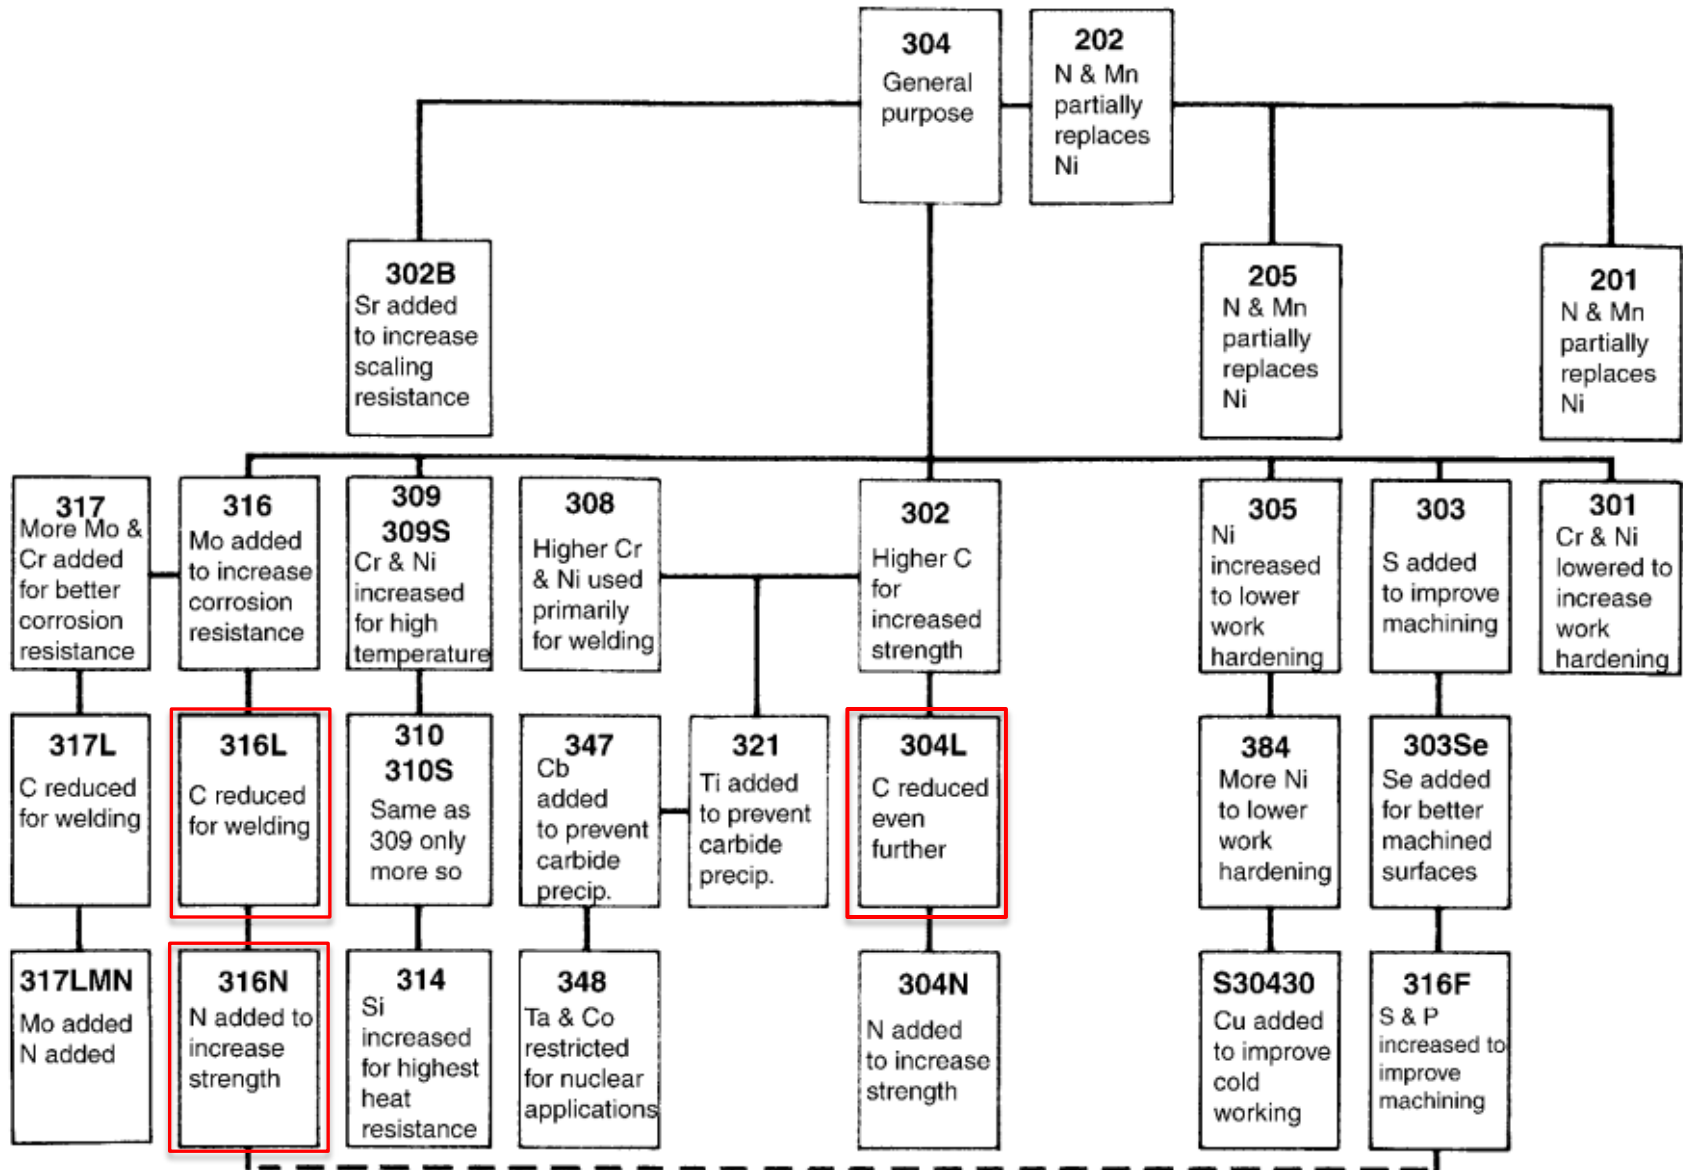 304
General
purpose
202
N & Mn
partially
replaces
Ni
302B
Sr added
to increase
scaling
resistance
205
N & Mn
partially
replaces
Ni
201
N & Mn
partially
replaces
Ni
317
More Mo &
Cr added
for better
corrosion
resistance
316
Mo added
to increase
corrosion
resistance
309
309S
Cr & Ni
increased
for high
temperature
308
Higher Cr
& Ni used
primarily
for welding
302
Higher C
for
increased
strength
305
Ni
increased
to lower
work
hardening
303
S added
to improve
machining
301
Cr & Ni
lowered to
increase
work
hardening
317L
C reduced
for welding
316L
C reduced
for welding
310
310S
Same as
309 only
more so
347
Cb
added
to prevent
carbide
precip.
321
Ti added
to prevent
carbide
precip.
304L
C reduced
even
further
384
More Ni
to lower
work
hardening
303Se
Se added
for better
machined
surfaces
317LMN
Mo added
N added
316N
N added to
increase
strength
314
Si
increased
for highest
heat
resistance
348
Ta & Co
restricted
for nuclear
applications
304N
N added
to increase
strength
S30430
Cu added
to improve
cold
working
316F
S & P
increased to
improve
machining